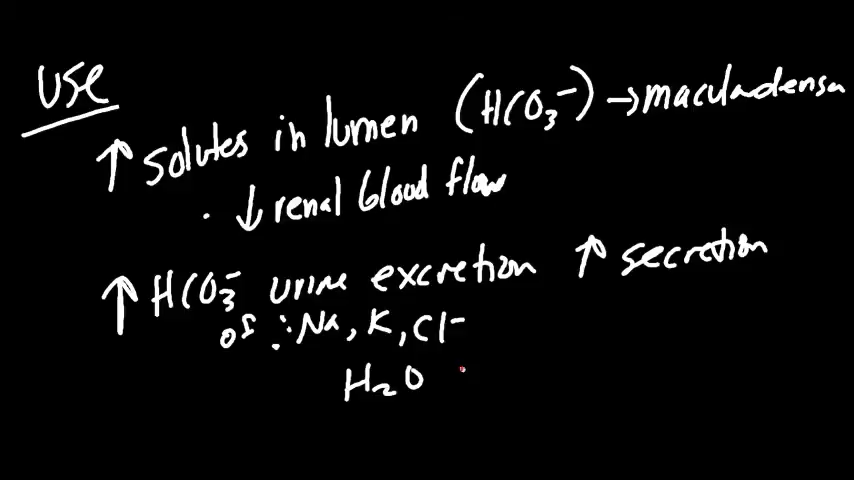 USE
↑ solutes in lumen (HCO₃⁻) → maculadensa
· ↓ renal blood flow
↑ HCO₃⁻ urine excretion ↑ secretion
of ∴ Na, K, Cl⁻
H₂O